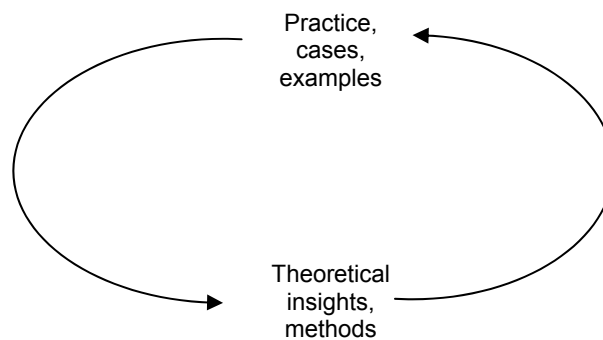 Practice,
cases,
examples
Theoretical
insights,
methods